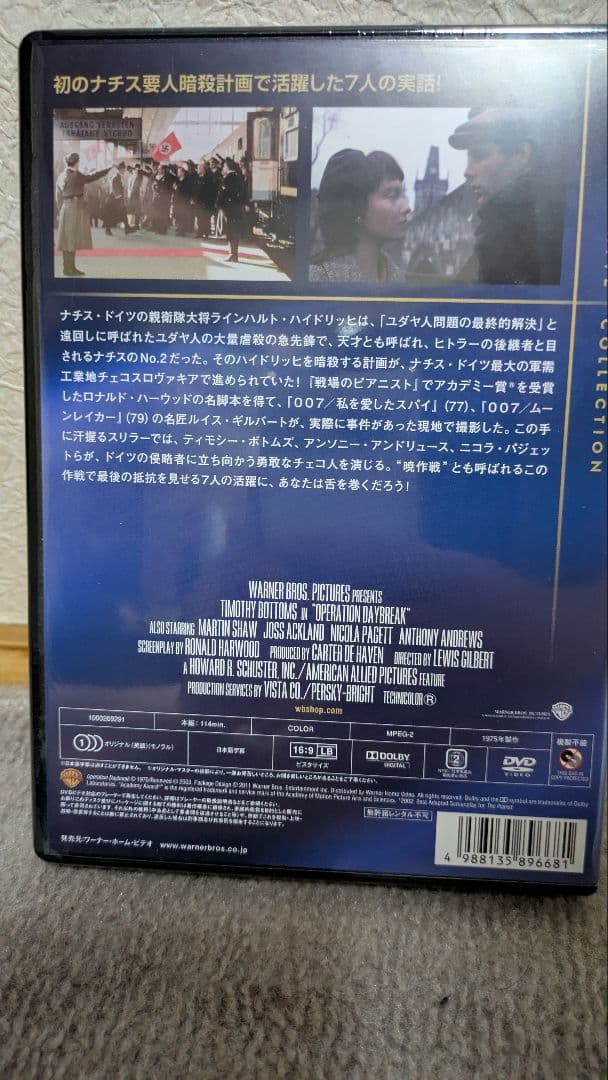 初のナチス要人暗殺計画で活躍した7人の実話!
AUSGANG VERBOTEN
COLLECTION
ナチス・ドイツの親衛隊大将ラインハルト・ハイドリッヒは、「ユダヤ人問題の最終的解決」と
遠回しに呼ばれたユダヤ人の大量虐殺の急先鋒で、天才とも呼ばれ、ヒトラーの後継者と目
されるナチスのNo.2だった。そのハイドリッヒを暗殺する計画が、ナチス・ドイツ最大の軍需
工業地チェコスロヴァキアで進められていた!『戦場のピアニスト』でアカデミー賞®を受賞
したロナルド・ハーウッドの名脚本を得て、『007/私を愛したスパイ』(77)、『007/ムー
ンレイカー』(79)の名匠ルイス・ギルバートが、実際に事件があった現地で撮影した。この手
に汗握るスリラーでは、ティモシー・ボトムズ、アンソニー・アンドリュース、ニコラ・パジェッ
トらが、ドイツの侵略者に立ち向かう勇敢なチェコ人を演じる。“暁作戦”とも呼ばれるこの
作戦で最後の抵抗を見せる7人の活躍に、あなたは舌を巻くだろう!
WARNER BROS. PICTURES PRESENTS
TIMOTHY BOTTOMS IN "OPERATION DAYBREAK"
ALSO STARRING MARTIN SHAW JOSS ACKLAND NICOLA PAGETT ANTHONY ANDREWS
SCREENPLAY BY RONALD HARWOOD PRODUCED BY CARTER DE HAVEN DIRECTED BY LEWIS GILBERT
A HOWARD R. SCHUSTER, INC./AMERICAN ALLIED PICTURES FEATURE
PRODUCTION SERVICES BY VISTA CO./PERSKY-BRIGHT TECHNICOLOR®
wbshop.com
WARNER BROS. PICTURES
1000209291 本編:114min. COLOR MPEG-2 1975年製作 複製不能
1 オリジナル(英語)(モノラル) 日本語字幕 16:9 LB ビスタサイズ DOLBY DIGITAL 2 DVD VIDEO
THIS DISC IS COPY PROTECTED
発売元:ワーナー・ホーム・ビデオ www.warnerbros.co.jp
無許諾レンタル不可
4 988135 896681